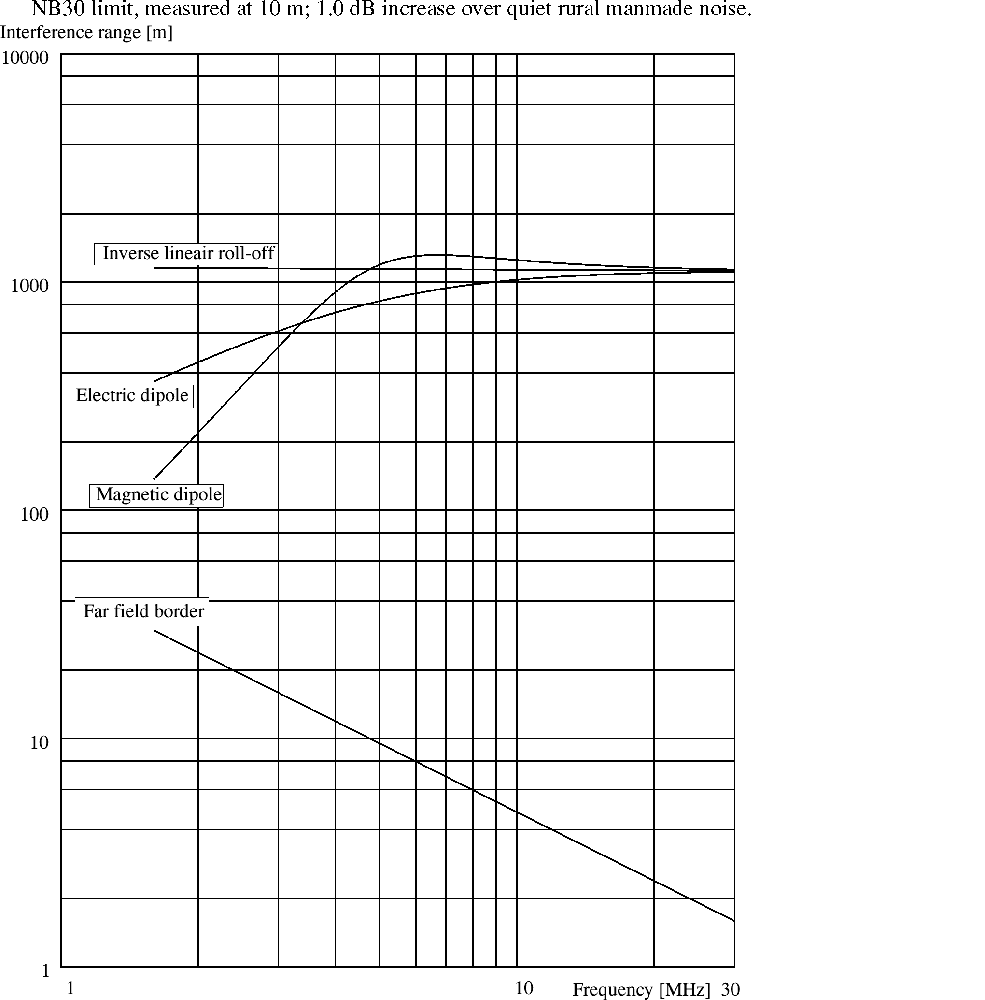 NB30 limit, measured at 10 m; 1.0 dB increase over quiet rural manmade noise.
Interference range [m]
10000
Inverse lineair roll-off
1000
Electric dipole
Magnetic dipole
100
Far field border
10
1
1 10 Frequency [MHz] 30